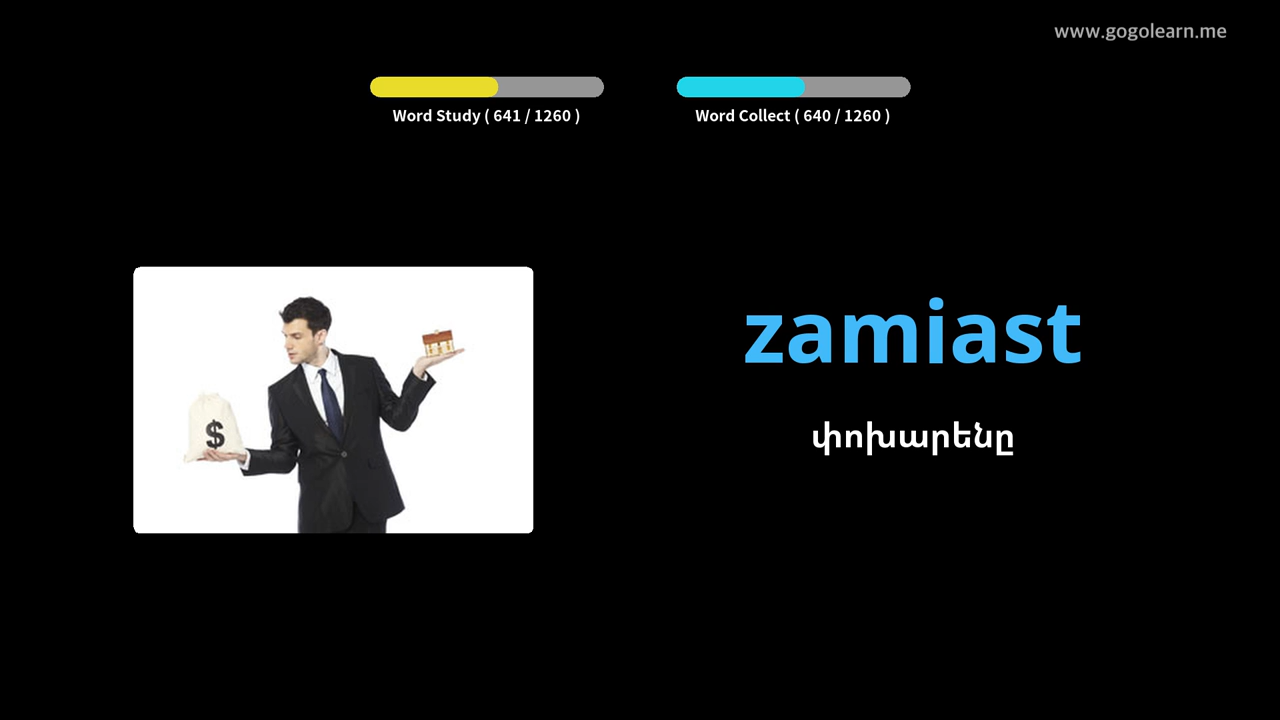 www.gogolearn.me
Word Study ( 641 / 1260 )
Word Collect ( 640 / 1260 )
$
zamiast
փոխարենը